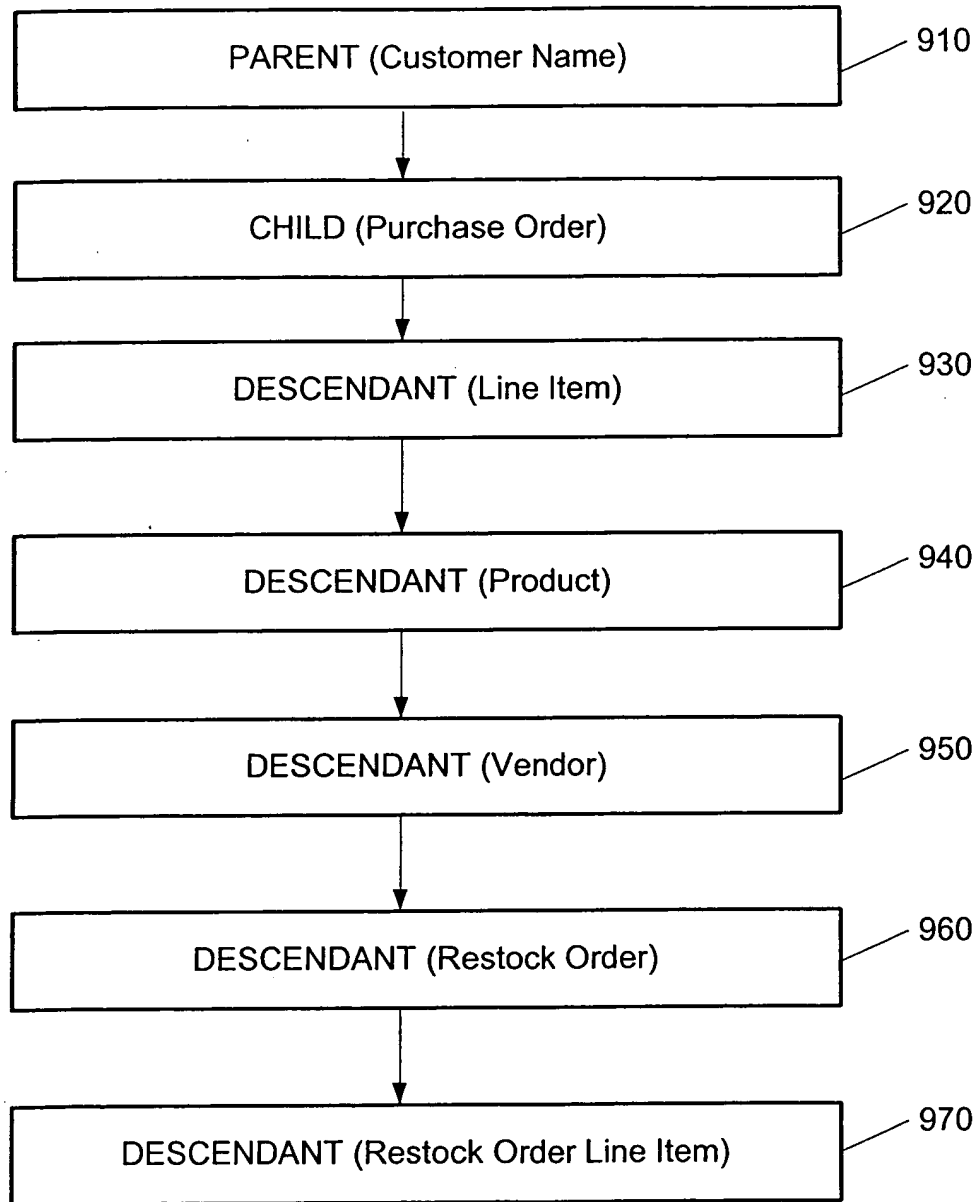 PARENT (Customer Name)
910
CHILD (Purchase Order)
920
DESCENDANT (Line Item)
930
DESCENDANT (Product)
940
DESCENDANT (Vendor)
950
DESCENDANT (Restock Order)
960
DESCENDANT (Restock Order Line Item)
970